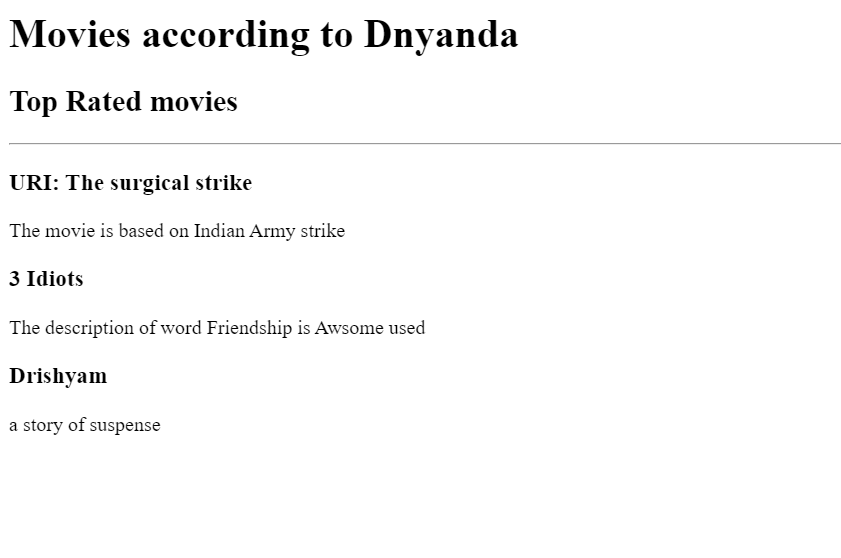 Movies according to Dnyanda
Top Rated movies
URI: The surgical strike
The movie is based on Indian Army strike
3 Idiots
The description of word Friendship is Awsome used
Drishyam
a story of suspense